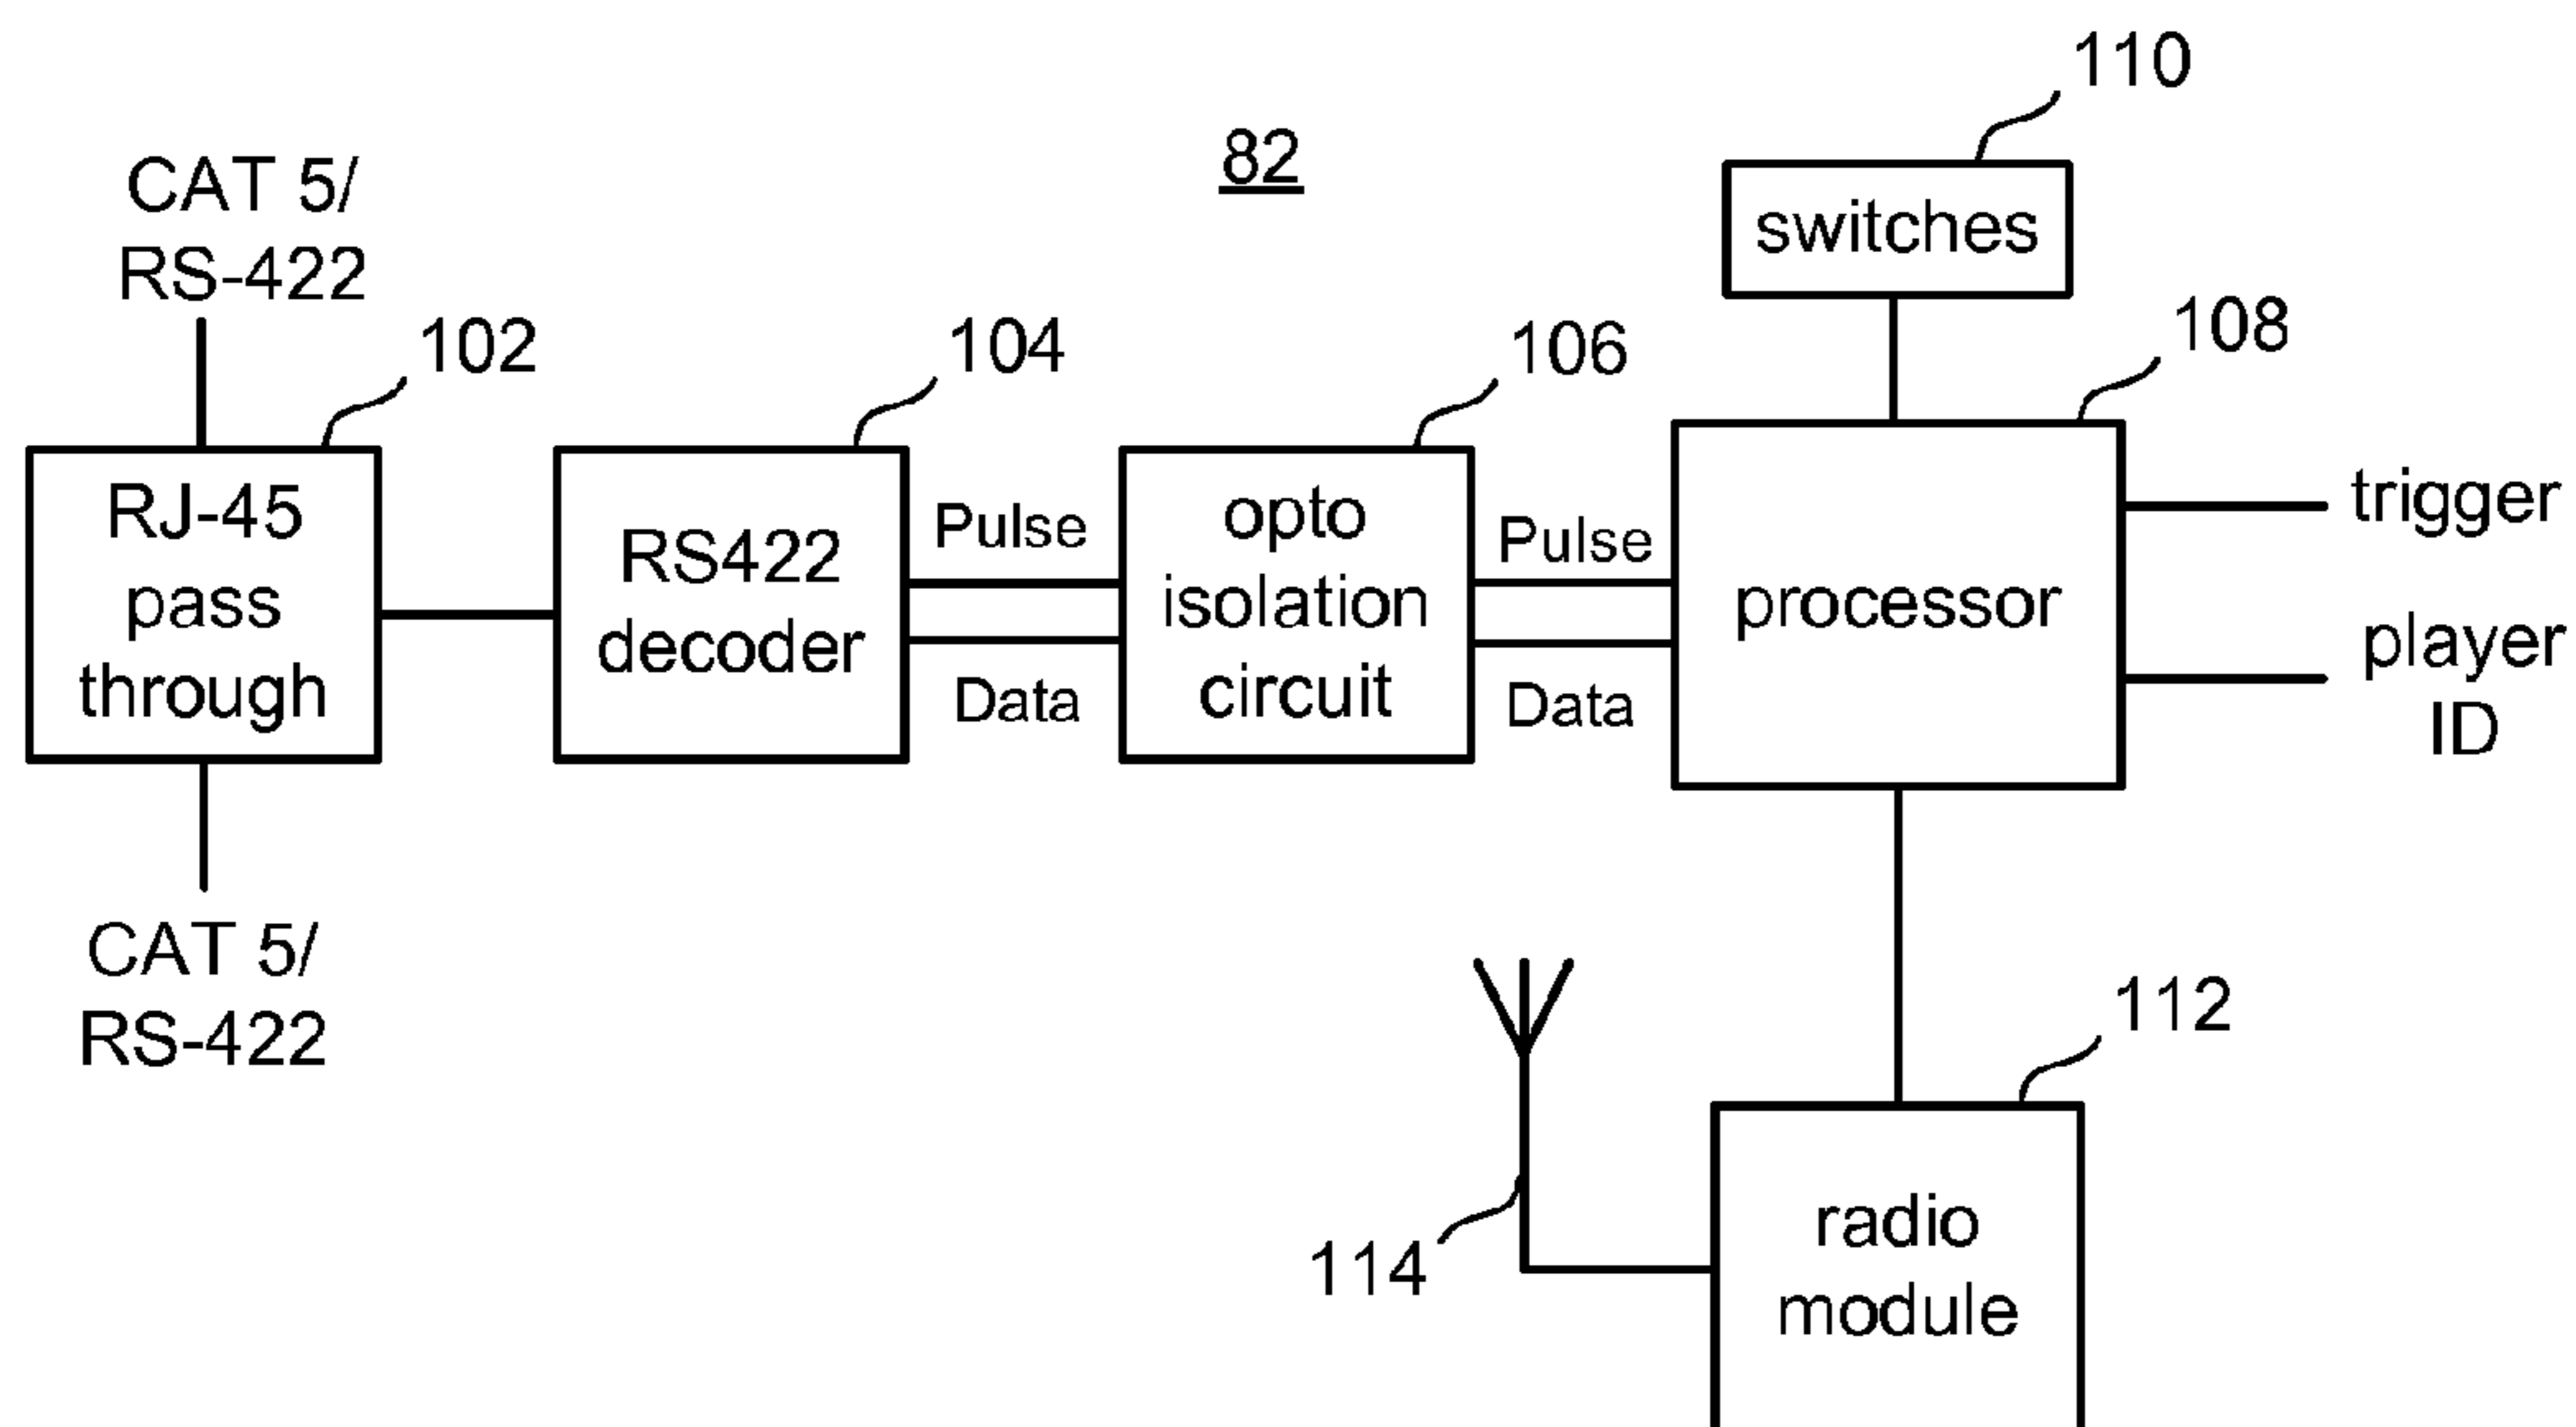 110
82
switches
CAT 5/
RS-422
102
104
106
108
RJ-45
pass
through
RS422
decoder
Pulse
Data
opto
isolation
circuit
Pulse
Data
processor
trigger
player
ID
CAT 5/
RS-422
112
114
radio
module